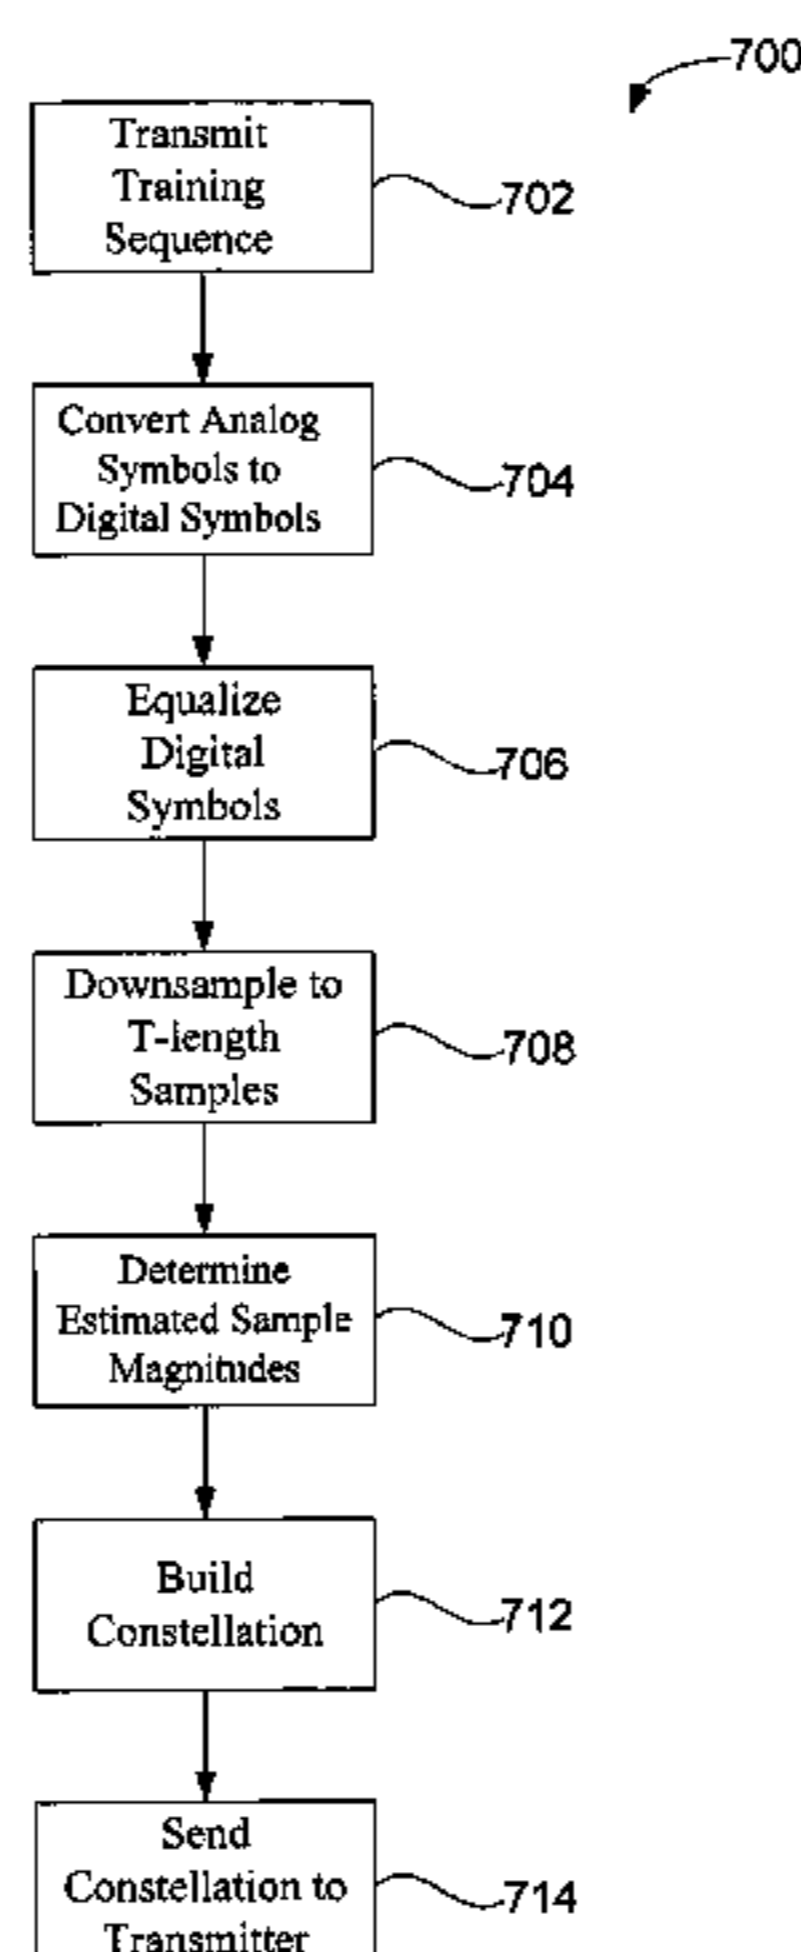 700
Transmit
Training
Sequence
702
Convert Analog
Symbols to
Digital Symbols
704
Equalize
Digital
Symbols
706
Downsample to
T-length
Samples
708
Determine
Estimated Sample
Magnitudes
710
Build
Constellation
712
Send
Constellation to
Transmitter
714